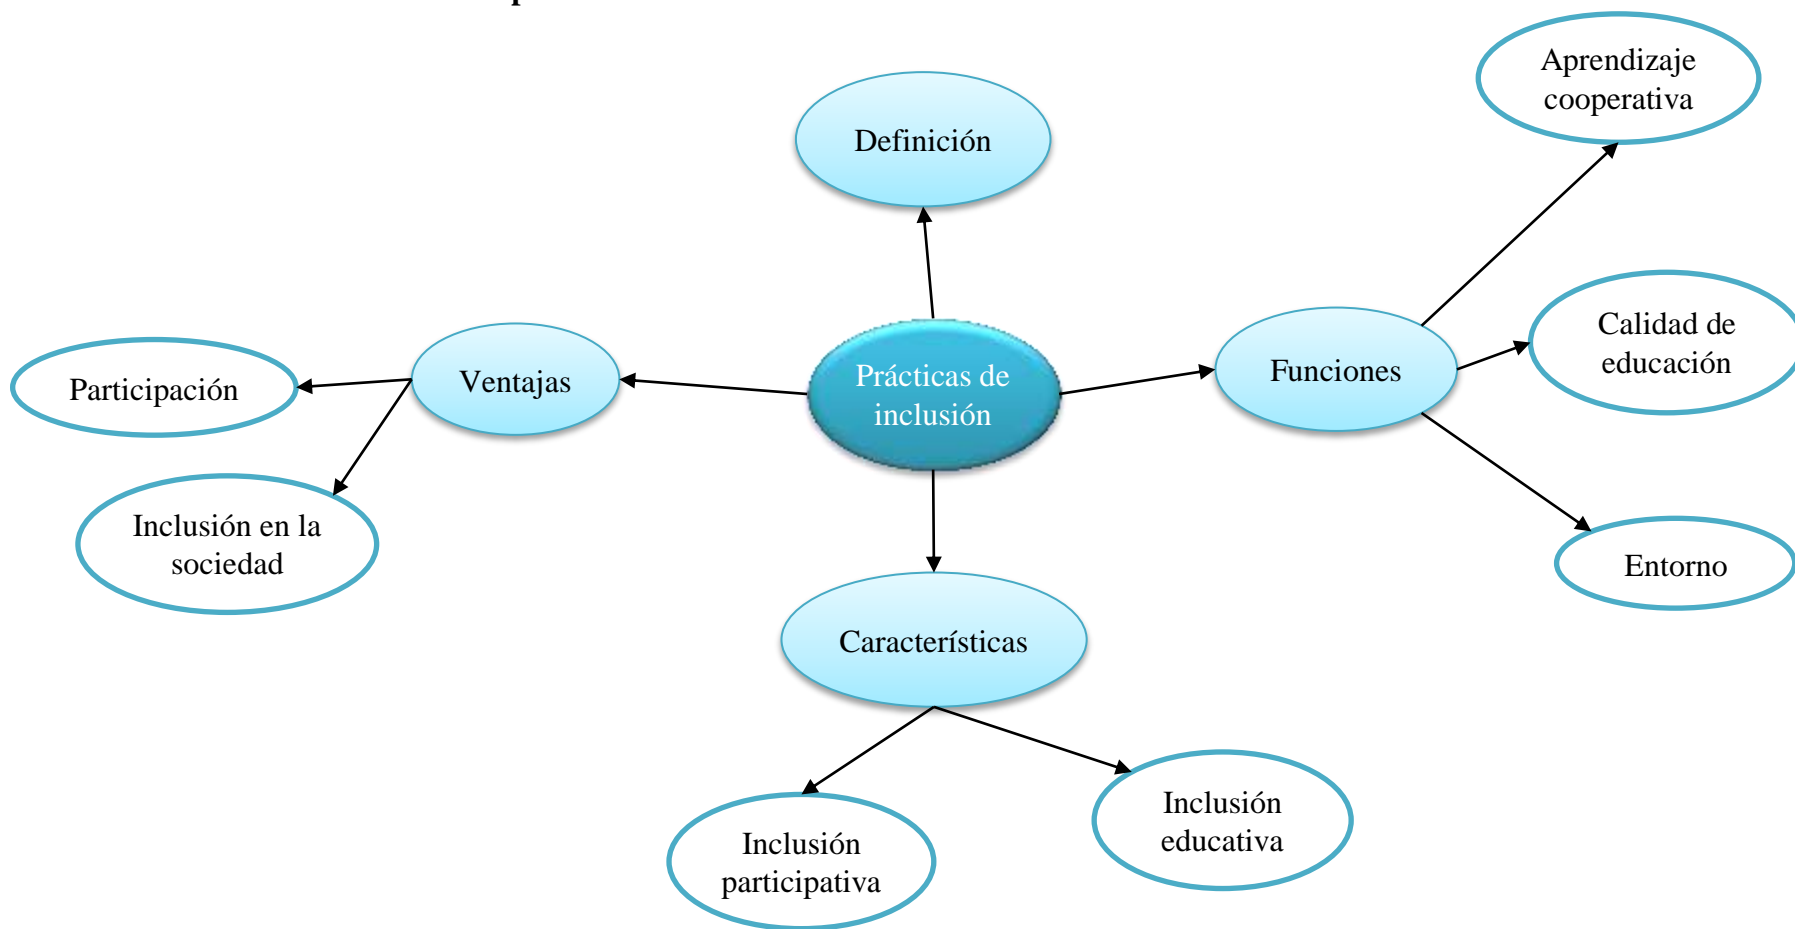 Aprendizaje
cooperativa
Definición
Calidad de
educación
Funciones
Prácticas de
inclusión
Ventajas
Participación
Inclusión en la
sociedad
Entorno
Características
Inclusión
educativa
Inclusión
participativa